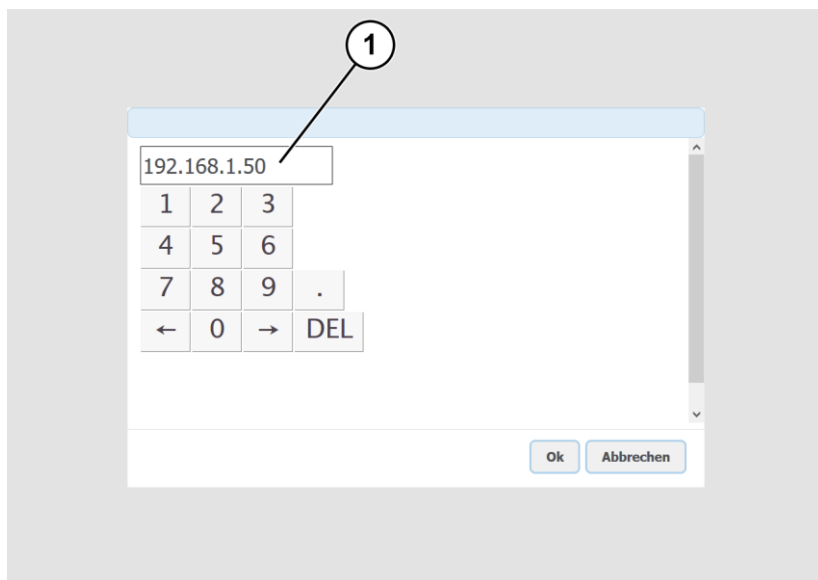 1
192.168.1.50
1 2 3
4 5 6
7 8 9 .
← 0 → DEL
Ok Abbrechen